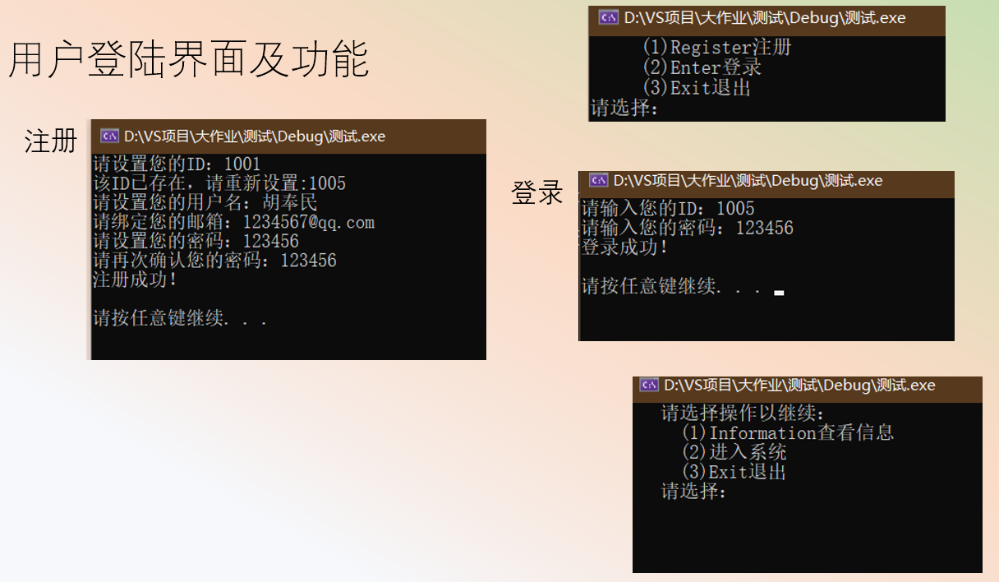 用户登陆界面及功能
D:\VS项目\大作业\测试\Debug\测试.exe
(1)Register注册
(2)Enter登录
(3)Exit退出
请选择:
注册
D:\VS项目\大作业\测试\Debug\测试.exe
请设置您的ID: 1001
该ID已存在，请重新设置:1005
请设置您的用户名: 胡奉民
请绑定您的邮箱: 1234567@qq.com
请设置您的密码: 123456
请再次确认您的密码: 123456
注册成功!
请按任意键继续. . .
登录
D:\VS项目\大作业\测试\Debug\测试.exe
请输入您的ID: 1005
请输入您的密码: 123456
登录成功!
请按任意键继续. . .
D:\VS项目\大作业\测试\Debug\测试.exe
请选择操作以继续:
(1)Information查看信息
(2)进入系统
(3)Exit退出
请选择: